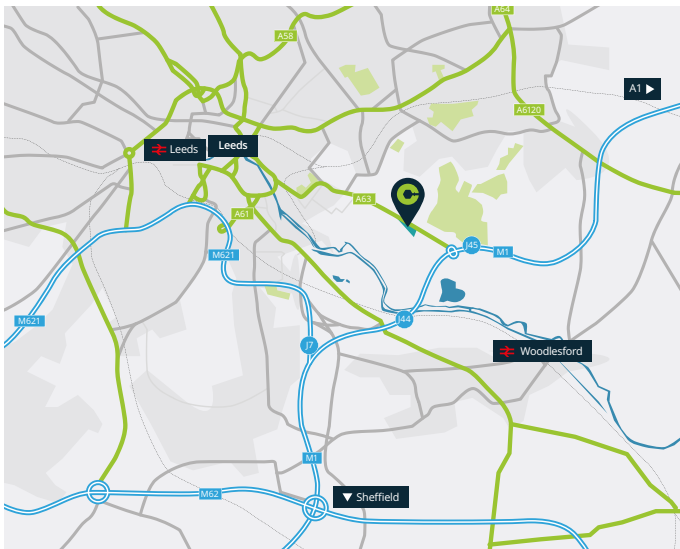 A64
A58
A1
A6120
Leeds
Leeds
A63
A61
J45
M1
M621
M621
J44
J7
Woodlesford
M1
M62
Sheffield